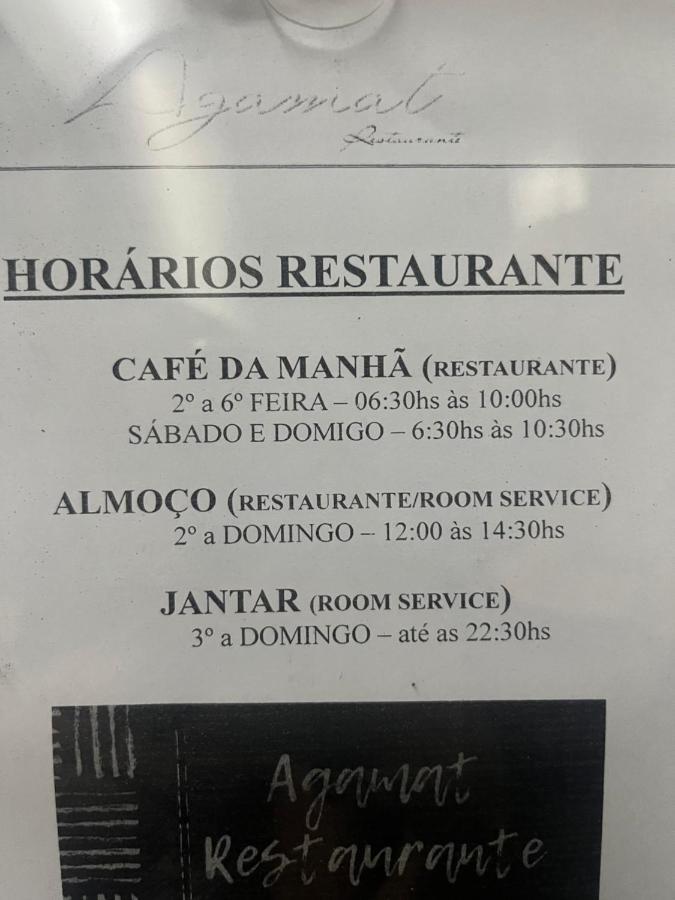 Agamat
Restaurante
HORÁRIOS RESTAURANTE
CAFÉ DA MANHÃ (RESTAURANTE)
2º a 6º FEIRA – 06:30hs às 10:00hs
SÁBADO E DOMIGO – 6:30hs às 10:30hs
ALMOÇO (RESTAURANTE/ROOM SERVICE)
2º a DOMINGO – 12:00 às 14:30hs
JANTAR (ROOM SERVICE)
3º a DOMINGO – até as 22:30hs
Agamat
Restaurante